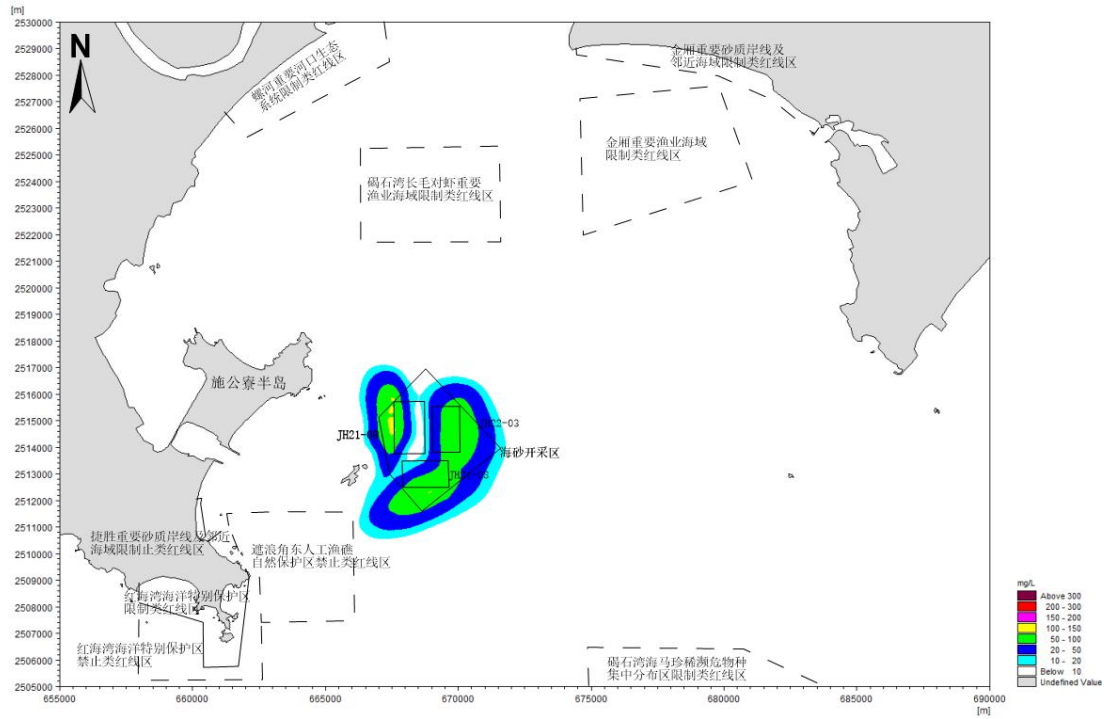 [m]
2530000
2529000
2528000
2527000
2526000
2525000
2524000
2523000
2522000
2521000
2520000
2519000
2518000
2517000
2516000
2515000
2514000
2513000
2512000
2511000
2510000
2509000
2508000
2507000
2506000
2505000
N
螺河重要河口生态
系统限制类红线区
金厢重要砂质岸线及
邻近海域限制类红线区
金厢重要渔业海域
限制类红线区
碣石湾长毛对虾重要
渔业海域限制类红线区
施公寮半岛
海砂开采区
捷胜重要砂质岸线及邻近
海域限制止类红线区
遮浪角东人工渔礁
自然保护区禁止类红线区
红海湾海洋特别保护区
限制类红线区
红海湾海洋特别保护区
禁止类红线区
碣石湾海马珍稀濒危物种
集中分布区限制类红线区
655000 660000 665000 670000 675000 680000 685000 690000
[m]
mg/L
Above 300
200 - 300
150 - 200
100 - 150
50 - 100
20 - 50
10 - 20
Below 10
Undefined Value